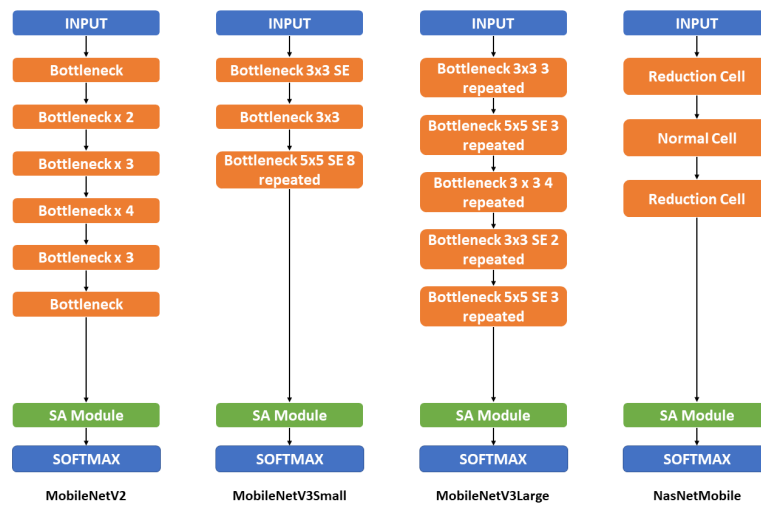 INPUT
Bottleneck
Bottleneck x 2
Bottleneck x 3
Bottleneck x 4
Bottleneck x 3
Bottleneck
SA Module
SOFTMAX
MobileNetV2
INPUT
Bottleneck 3x3 SE
Bottleneck 3x3
Bottleneck 5x5 SE 8
repeated
SA Module
SOFTMAX
MobileNetV3Small
INPUT
Bottleneck 3x3 3
repeated
Bottleneck 5x5 SE 3
repeated
Bottleneck 3 x 3 4
repeated
Bottleneck 3x3 SE 2
repeated
Bottleneck 5x5 SE 3
repeated
SA Module
SOFTMAX
MobileNetV3Large
INPUT
Reduction Cell
Normal Cell
Reduction Cell
SA Module
SOFTMAX
NasNetMobile